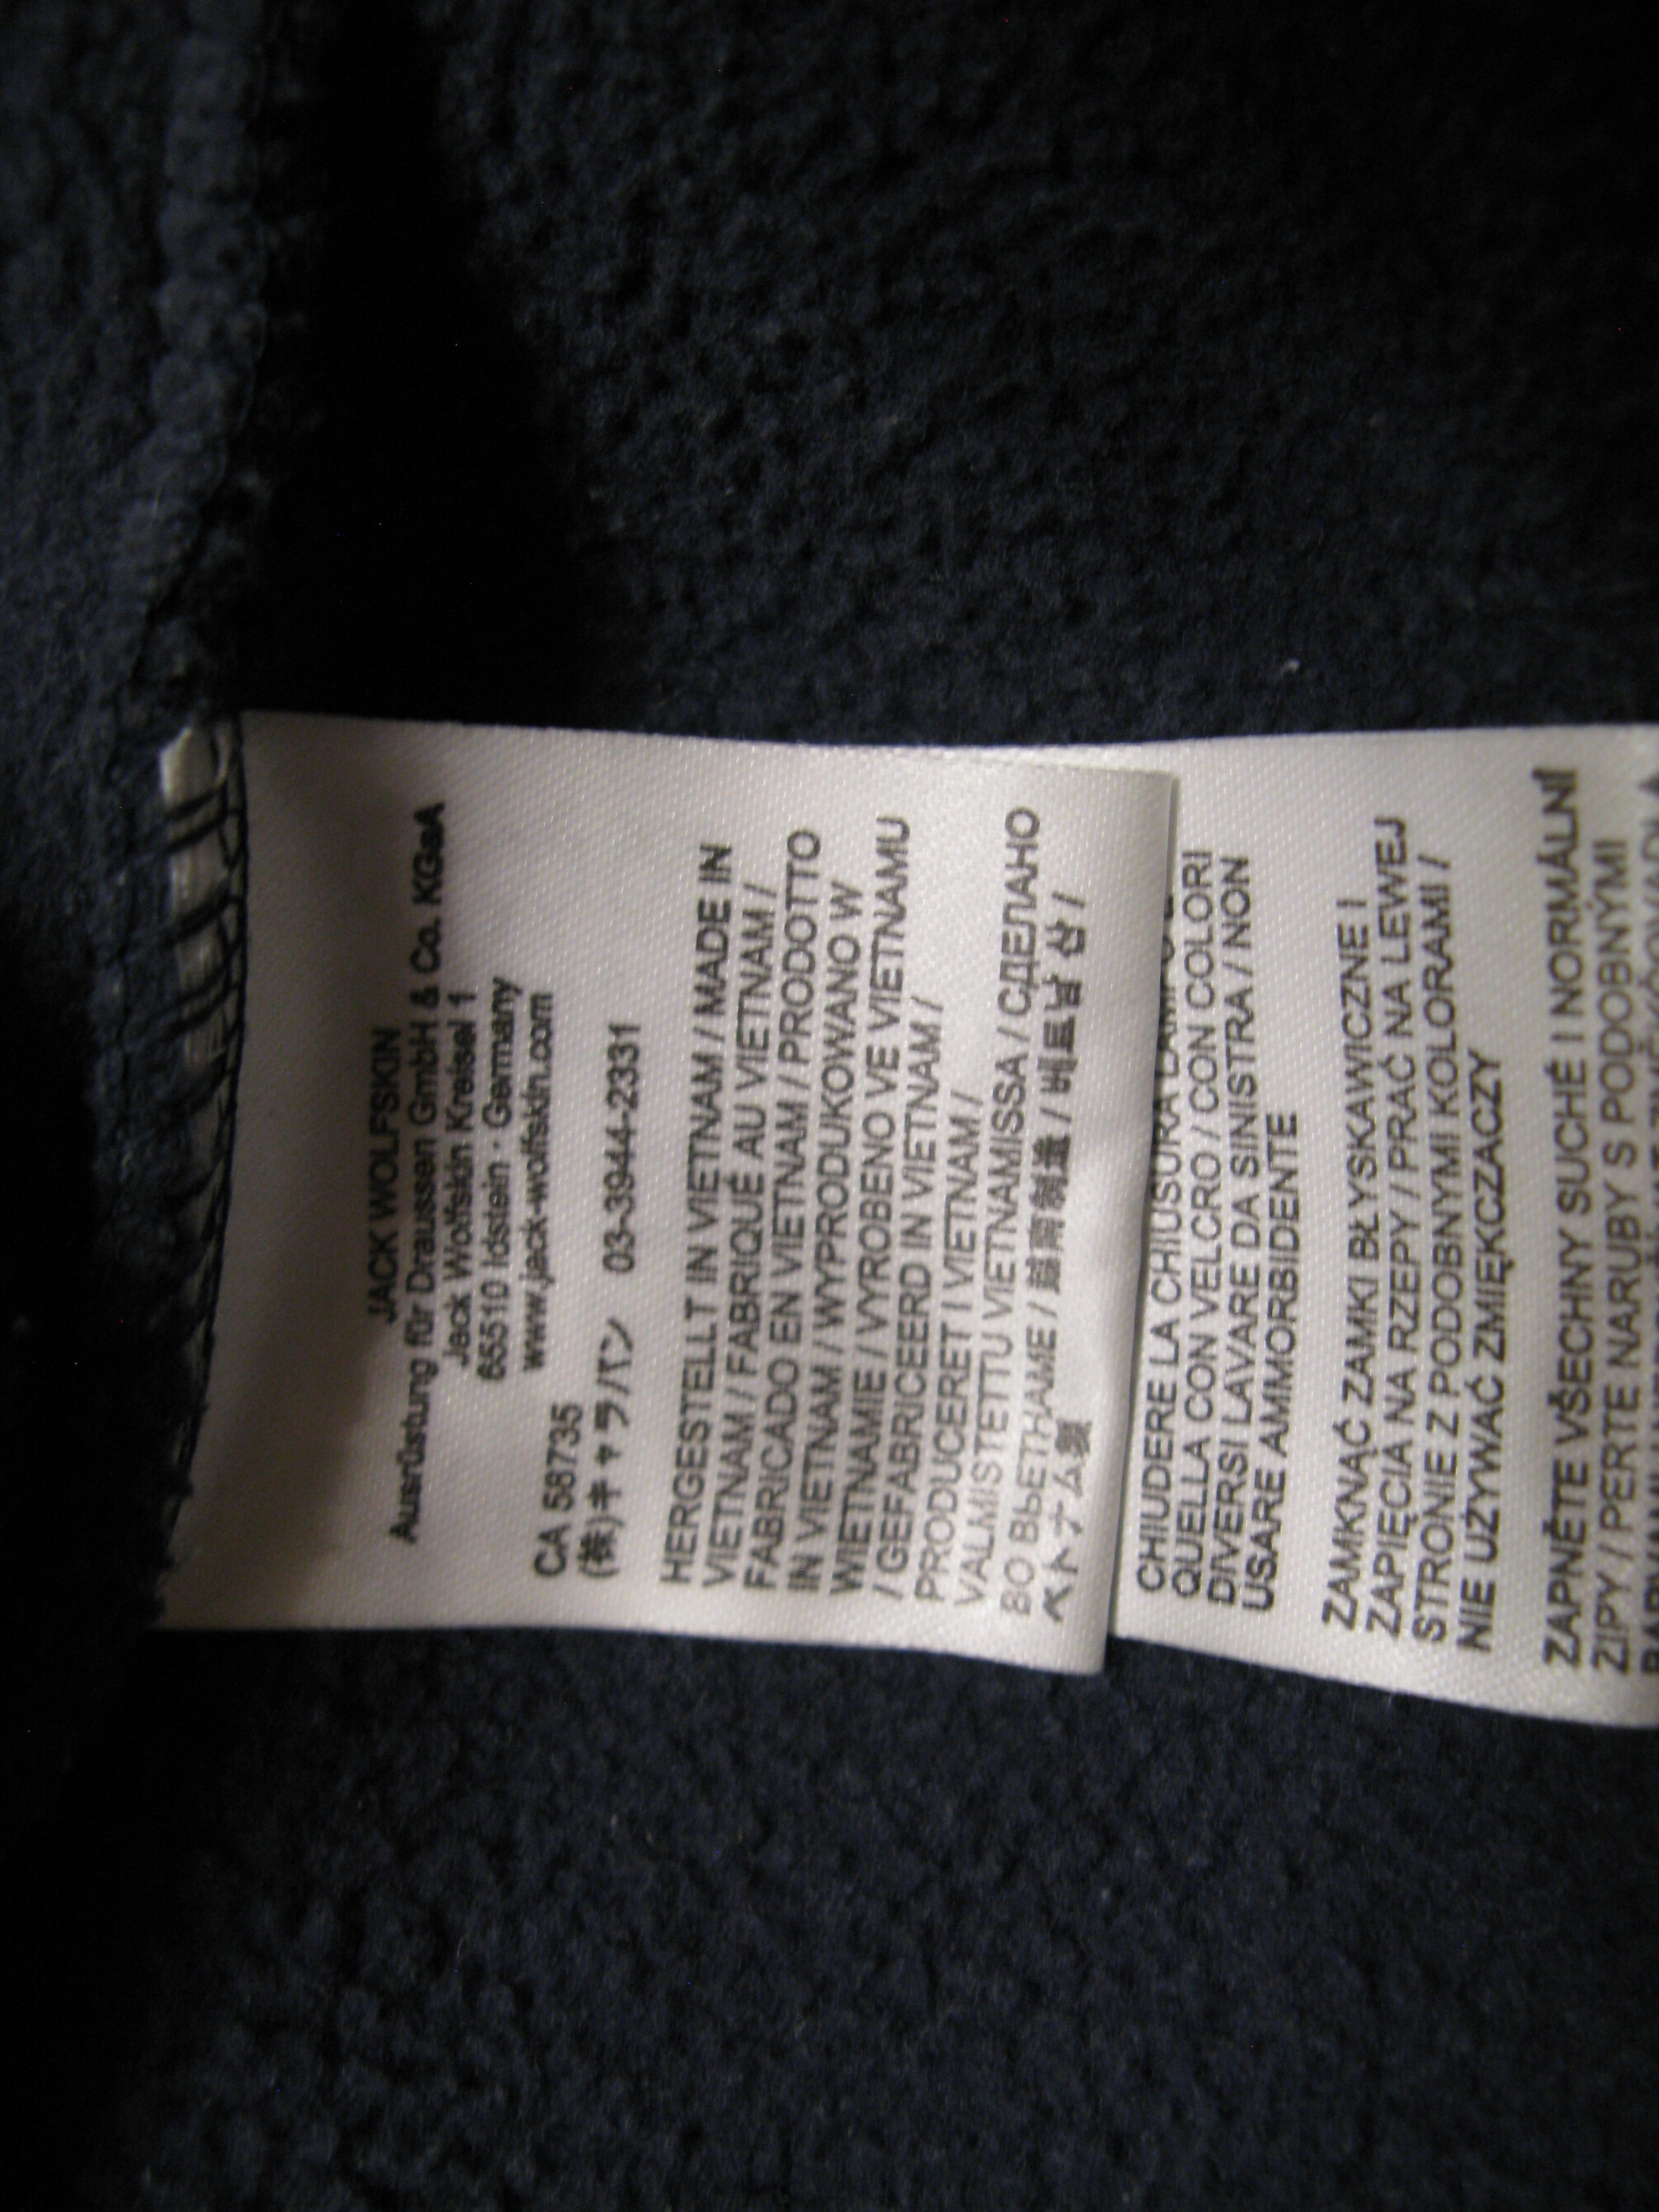 JACK WOLFSKIN
Ausrüstung für Draussen GmbH & Co. KGaA
Jack Wolfskin Kreisel 1
65510 Idstein · Germany
www.jack-wolfskin.com
CA 58735
(株)キャラバン 03-3944-2331
HERGESTELLT IN VIETNAM / MADE IN
VIETNAM / FABRIQUÉ AU VIETNAM /
FABRICADO EN VIETNAM / PRODOTTO
IN VIETNAM / WYPRODUKOWANO W
WIETNAMIE / VYROBENO VE VIETNAMU
/ GEFABRICEERD IN VIETNAM /
PRODUCERET I VIETNAM /
VALMISTETTU VIETNAMISSA / СДЕЛАНО
ВО ВЬЕТНАМЕ / 越南制造 / 베트남 산 /
ベトナム製
CHIUDERE LA CHIUSURA LAMPO E
QUELLA CON VELCRO / CON COLORI
DIVERSI LAVARE DA SINISTRA / NON
USARE AMMORBIDENTE
ZAMKNĄĆ ZAMKI BŁYSKAWICZNE I
ZAPIĘCIA NA RZEPY / PRAĆ NA LEWEJ
STRONIE Z PODOBNYMI KOLORAMI /
NIE UŻYWAĆ ZMIĘKCZACZY
ZAPNĚTE VŠECHNY SUCHÉ I NORMÁLNÍ
ZIPY / PERTE NARUBY S PODOBNÝMI